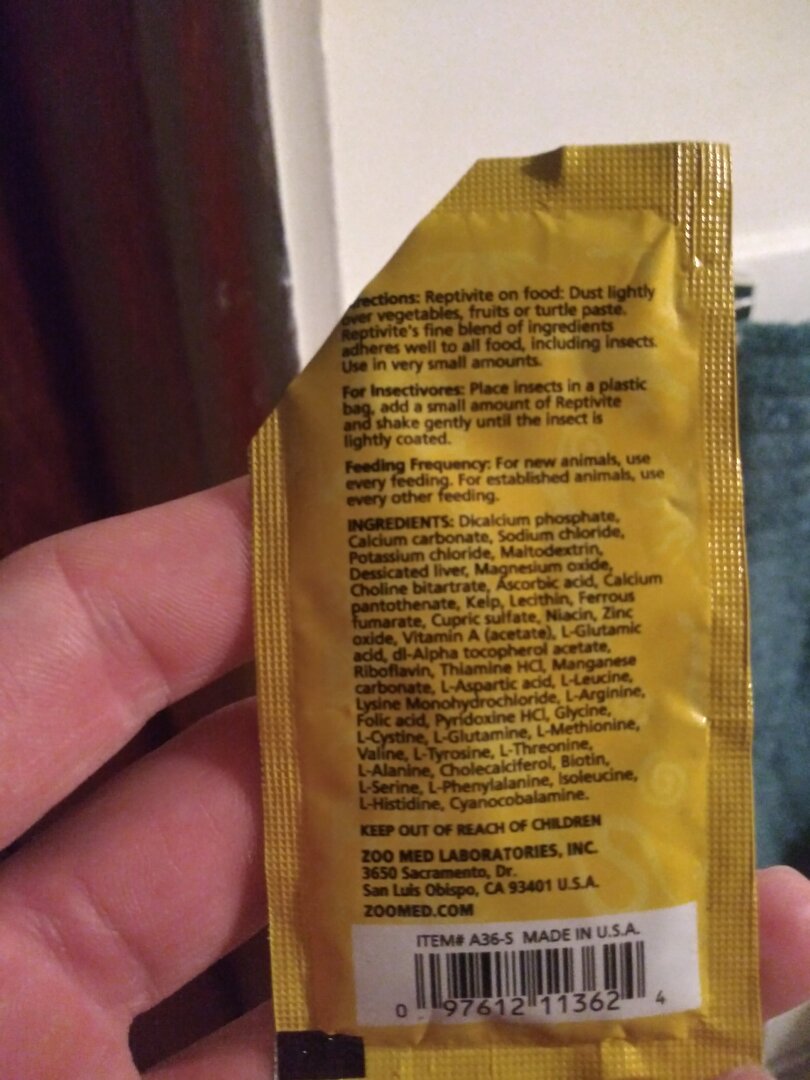 rections: Reptivite on food: Dust lightly
over vegetables, fruits or turtle paste.
Reptivite's fine blend of ingredients
adheres well to all food, including insects.
Use in very small amounts.
For Insectivores: Place insects in a plastic
bag, add a small amount of Reptivite
and shake gently until the insect is
lightly coated.
Feeding Frequency: For new animals, use
every feeding. For established animals, use
every other feeding.
INGREDIENTS: Dicalcium phosphate,
Calcium carbonate, Sodium chloride,
Potassium chloride, Maltodextrin,
Dessicated liver, Magnesium oxide,
Choline bitartrate, Ascorbic acid, Calcium
pantothenate, Kelp, Lecithin, Ferrous
fumarate, Cupric sulfate, Niacin, Zinc
oxide, Vitamin A (acetate), L-Glutamic
acid, dl-Alpha tocopherol acetate,
Riboflavin, Thiamine HCl, Manganese
carbonate, L-Aspartic acid, L-Leucine,
Lysine Monohydrochloride, L-Arginine,
Folic acid, Pyridoxine HCl, Glycine,
L-Cystine, L-Glutamine, L-Methionine,
Valine, L-Tyrosine, L-Threonine,
L-Alanine, Cholecalciferol, Biotin,
L-Serine, L-Phenylalanine, Isoleucine,
L-Histidine, Cyanocobalamine.
KEEP OUT OF REACH OF CHILDREN
ZOO MED LABORATORIES, INC.
3650 Sacramento, Dr.
San Luis Obispo, CA 93401 U.S.A.
ZOOMED.COM
ITEM# A36-S MADE IN U.S.A.
0 97612 11362 4